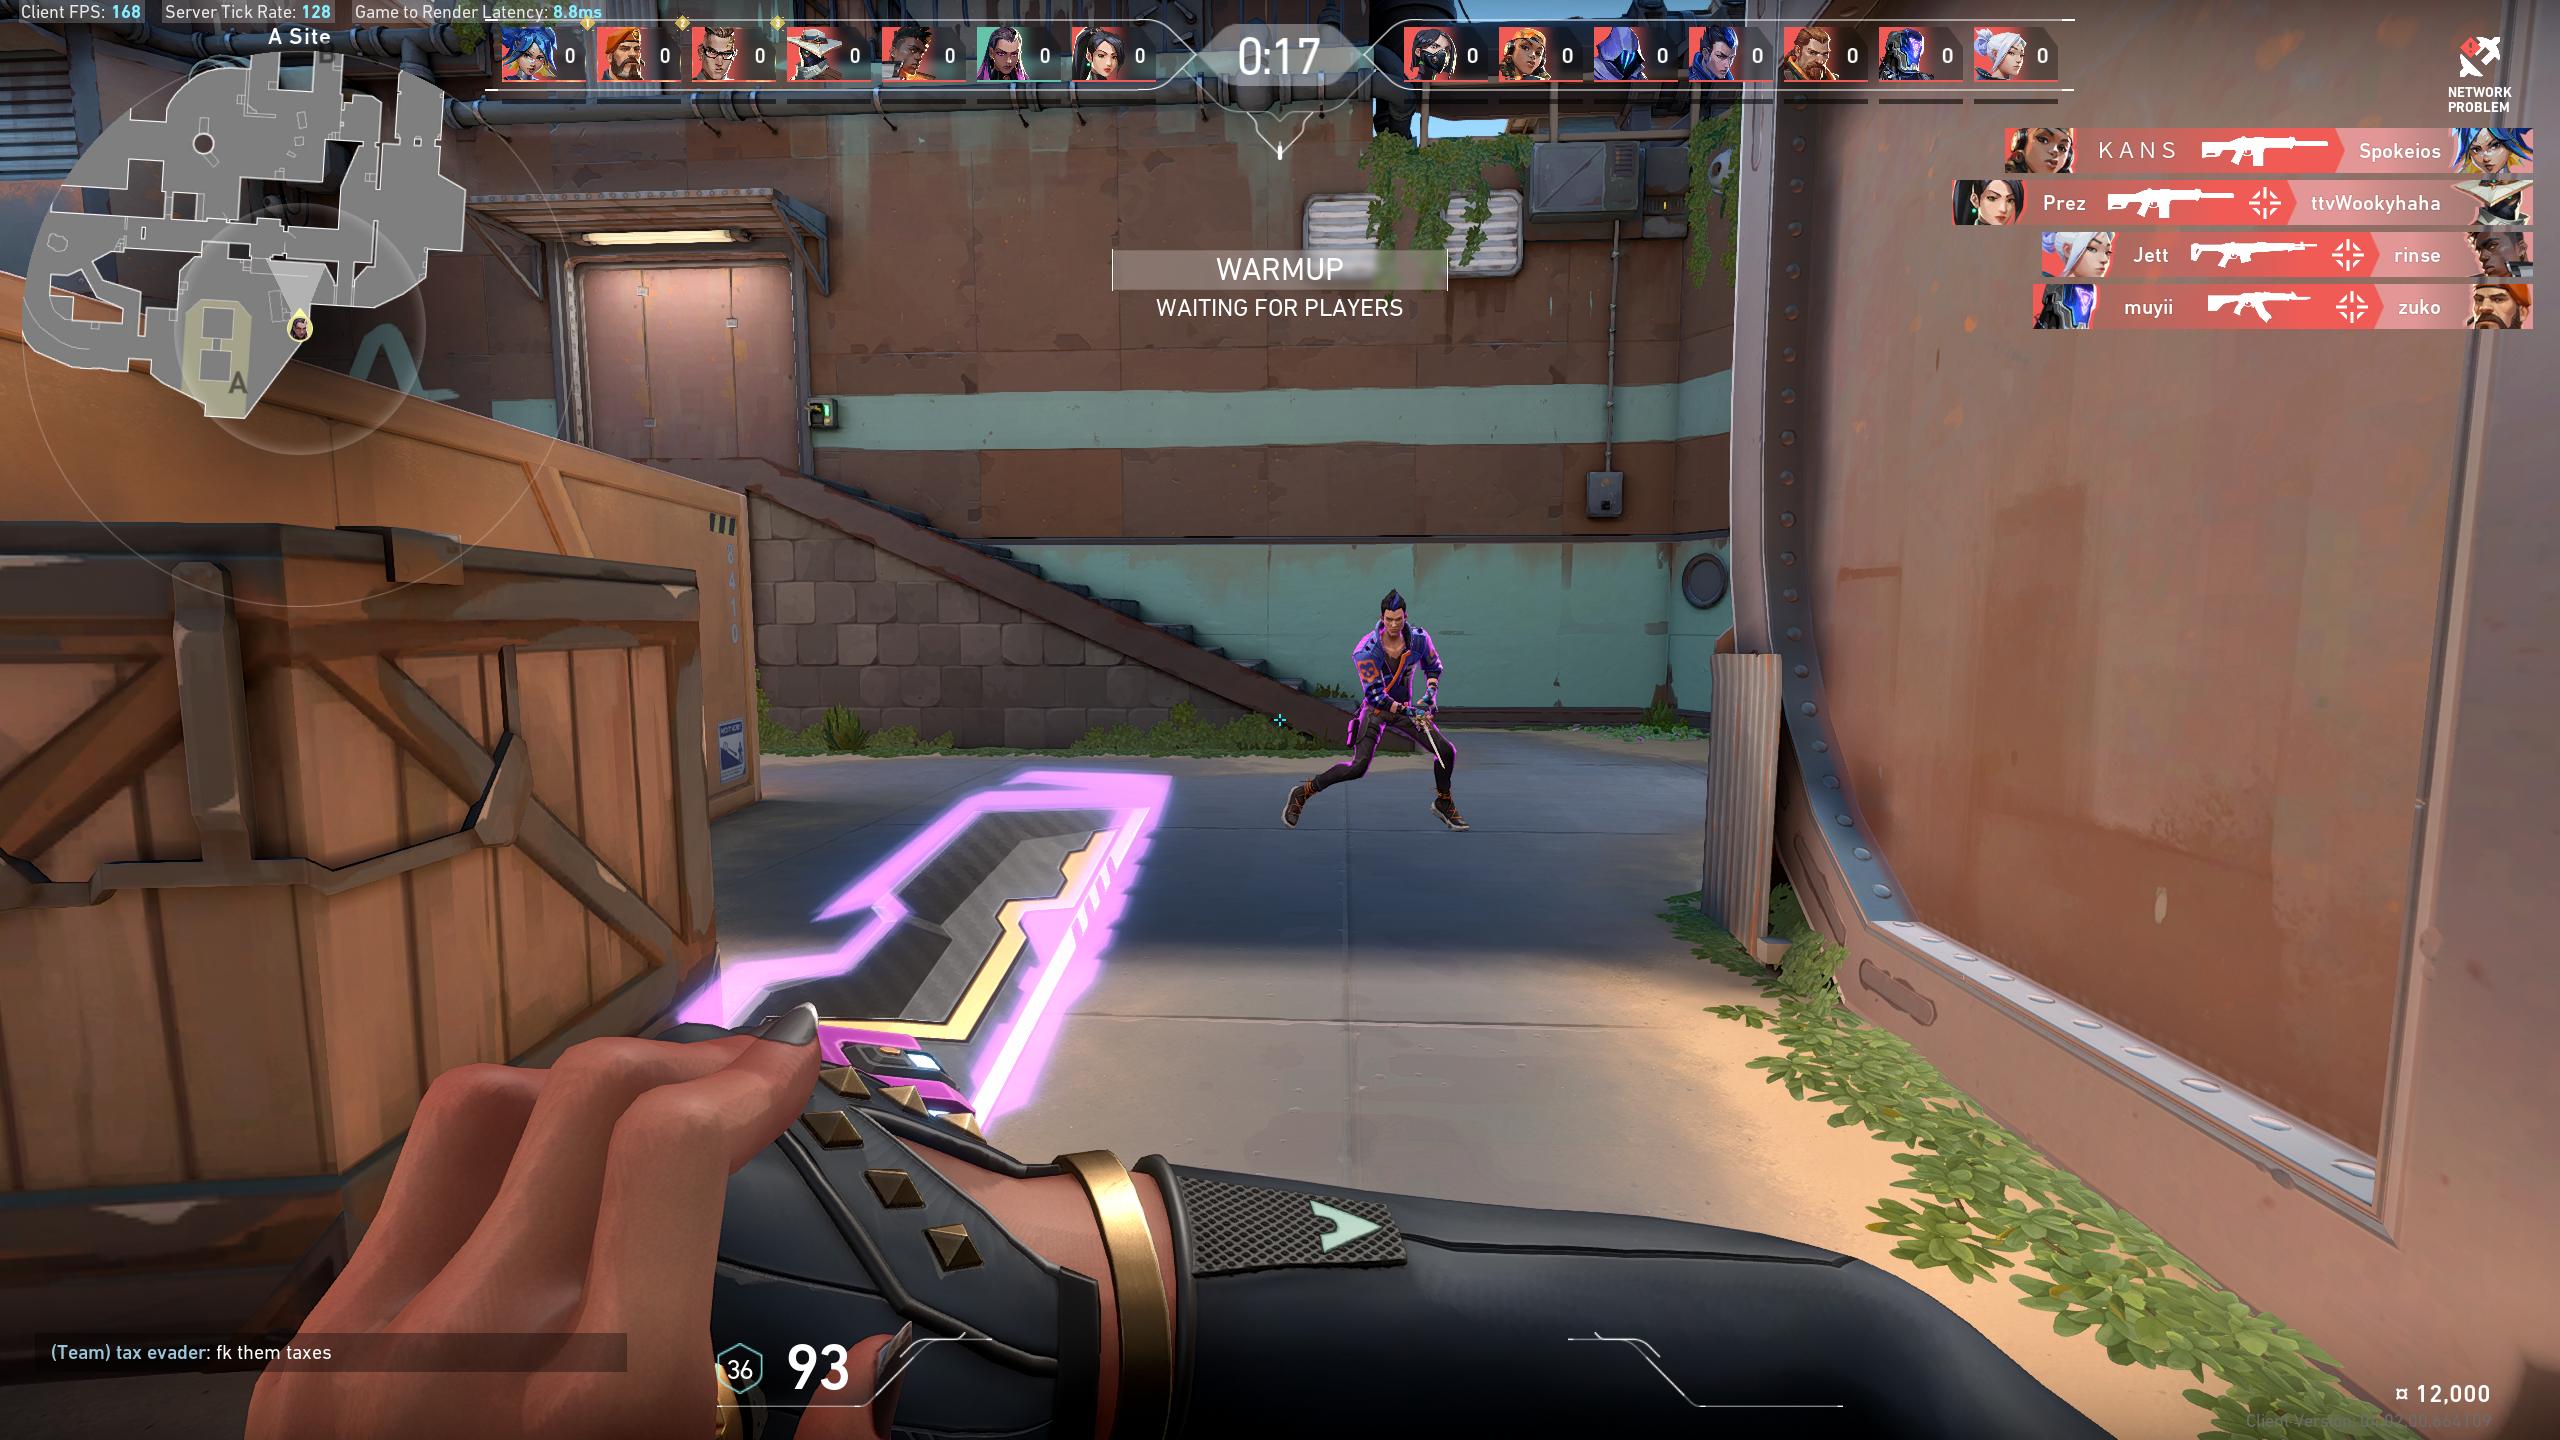 Client FPS: 168 Server Tick Rate: 128 Game to Render Latency: 8.8ms
A Site
B
A
0 0 0 0 0 0 0
0:17
0 0 0 0 0 0 0
NETWORK
PROBLEM
KANS Spokeios
Prez ttvWookyhaha
Jett rinse
muyii zuko
WARMUP
WAITING FOR PLAYERS
8410
(Team) tax evader: fk them taxes
36 93
¤ 12,000